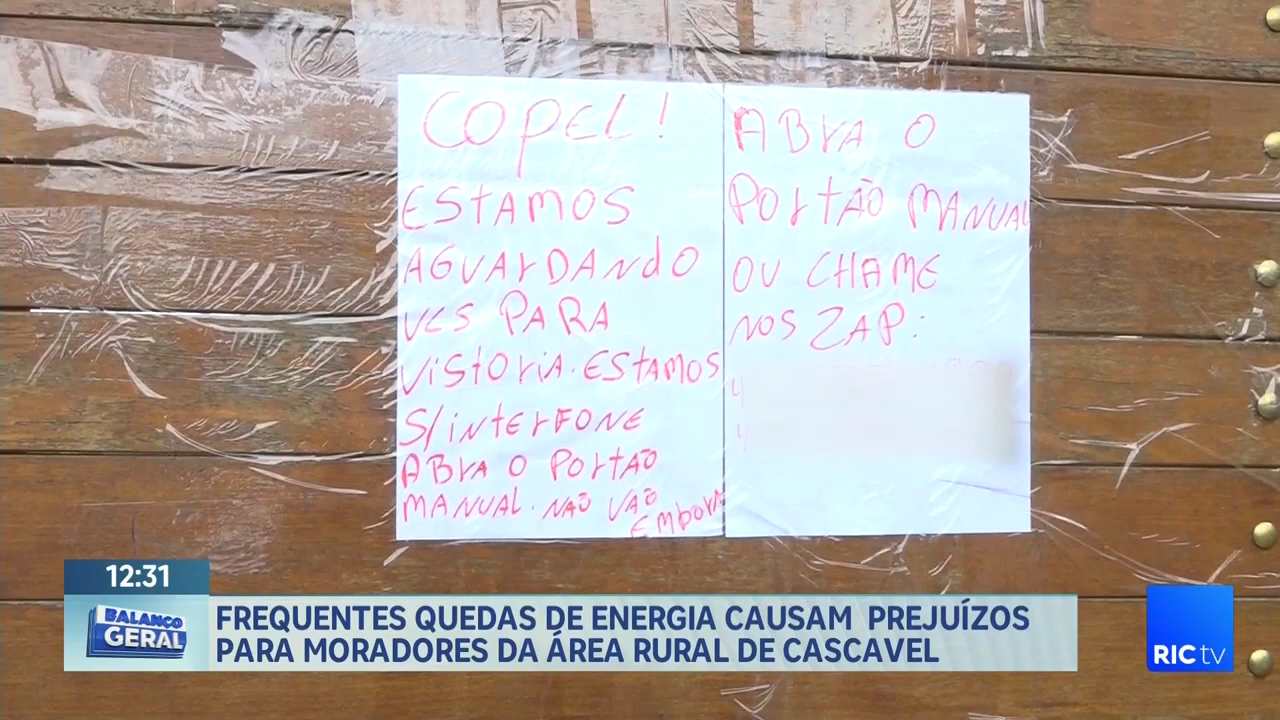 COPEL!
ESTAMOS
AGUARDANDO
VCS PARA
VISTORIA. ESTAMOS
S/INTERFONE
ABRA O PORTÃO
MANUAL. NÃO VÃO
EMBORA
ABRA O
PORTÃO MANUAL
OU CHAME
NOS ZAP:
12:31
BALANÇO
GERAL
FREQUENTES QUEDAS DE ENERGIA CAUSAM PREJUÍZOS
PARA MORADORES DA ÁREA RURAL DE CASCAVEL
RIC tv